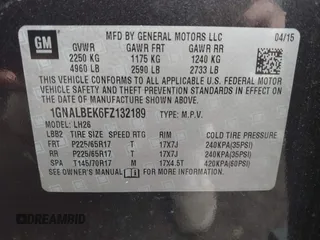 GM
MFD BY GENERAL MOTORS LLC
04/15
GVWR GAWR FRT GAWR RR
2250 KG 1175 KG 1240 KG
4960 LB 2590 LB 2733 LB
THIS VEHICLE CONFORMS TO ALL APPLICABLE U.S. FEDERAL MOTOR
VEHICLE SAFETY AND THEFT PREVENTION STANDARDS IN EFFECT
ON THE DATE OF MANUFACTURE SHOWN ABOVE.
1GNALBEK6FZ132189 TYPE: M.P.V.
MODEL: LH26
LBB2 TIRE SIZE SPEED RTG RIM COLD TIRE PRESSURE
FRT P225/65R17 T 17X7J 240KPA(35PSI)
RR P225/65R17 T 17X7J 240KPA(35PSI)
SPA T145/70R17 M 17X4.5T 420KPA(60PSI)
SEE OWNER'S MANUAL FOR MORE INFORMATION.
DREAMBID